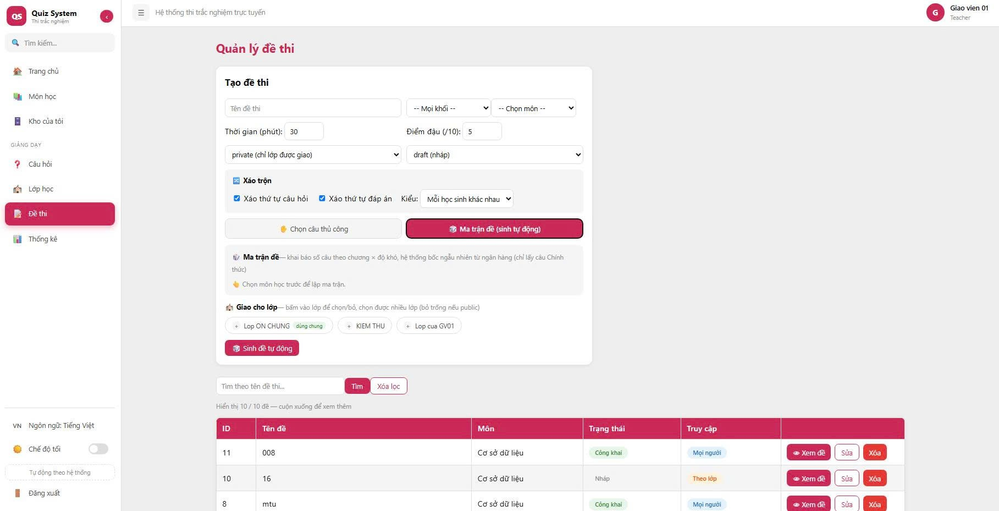 QS
Quiz System
Thi trắc nghiệm
‹
Tìm kiếm...
Trang chủ
Môn học
Kho của tôi
GIẢNG DẠY
Câu hỏi
Lớp học
Đề thi
Thống kê
VN Ngôn ngữ: Tiếng Việt
Chế độ tối
Tự động theo hệ thống
Đăng xuất
☰ Hệ thống thi trắc nghiệm trực tuyến
G
Giao vien 01
Teacher
Quản lý đề thi
Tạo đề thi
Tên đề thi -- Mọi khối -- -- Chọn môn --
Thời gian (phút): 30 Điểm đậu (/10): 5
private (chỉ lớp được giao) draft (nháp)
Xáo trộn
Xáo thứ tự câu hỏi Xáo thứ tự đáp án Kiểu: Mỗi học sinh khác nhau
Chọn câu thủ công Ma trận đề (sinh tự động)
Ma trận đề — khai báo số câu theo chương × độ khó, hệ thống bốc ngẫu nhiên từ ngân hàng (chỉ lấy câu Chính
thức)
Chọn môn học trước để lập ma trận.
Giao cho lớp — bấm vào lớp để chọn/bỏ, chọn được nhiều lớp (bỏ trống nếu public)
+ Lop ON CHUNG dùng chung + KIEM THU + Lop cua GV01
Sinh đề tự động
Tìm theo tên đề thi... Tìm Xóa lọc
Hiển thị 10 / 10 đề — cuộn xuống để xem thêm
ID Tên đề Môn Trạng thái Truy cập
11 008 Cơ sở dữ liệu Công khai Mọi người Xem đề Sửa Xóa
10 16 Cơ sở dữ liệu Nháp Theo lớp Xem đề Sửa Xóa
8 mtu Cơ sở dữ liệu Công khai Mọi người Xem đề Sửa Xóa